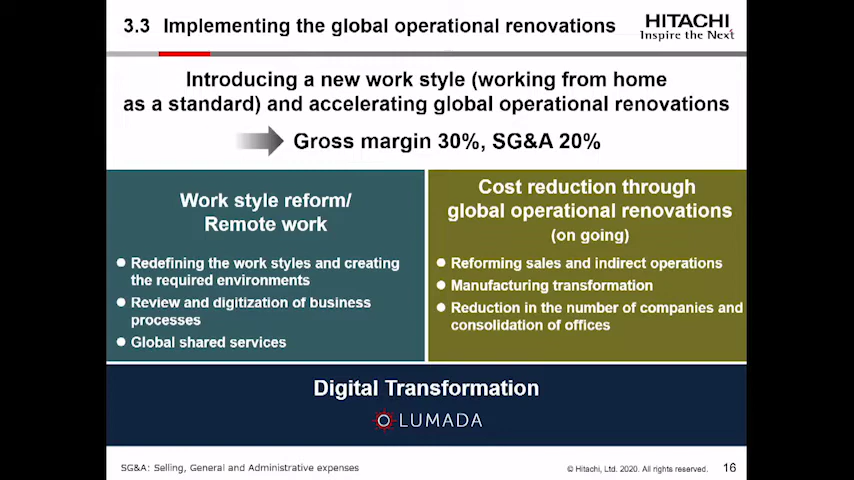 3.3 Implementing the global operational renovations
HITACHI
Inspire the Next
Introducing a new work style (working from home
as a standard) and accelerating global operational renovations
Gross margin 30%, SG&A 20%
Work style reform/
Remote work
● Redefining the work styles and creating
the required environments
● Review and digitization of business
processes
● Global shared services
Cost reduction through
global operational renovations
(on going)
● Reforming sales and indirect operations
● Manufacturing transformation
● Reduction in the number of companies and
consolidation of offices
Digital Transformation
LUMADA
SG&A: Selling, General and Administrative expenses
© Hitachi, Ltd. 2020. All rights reserved. 16